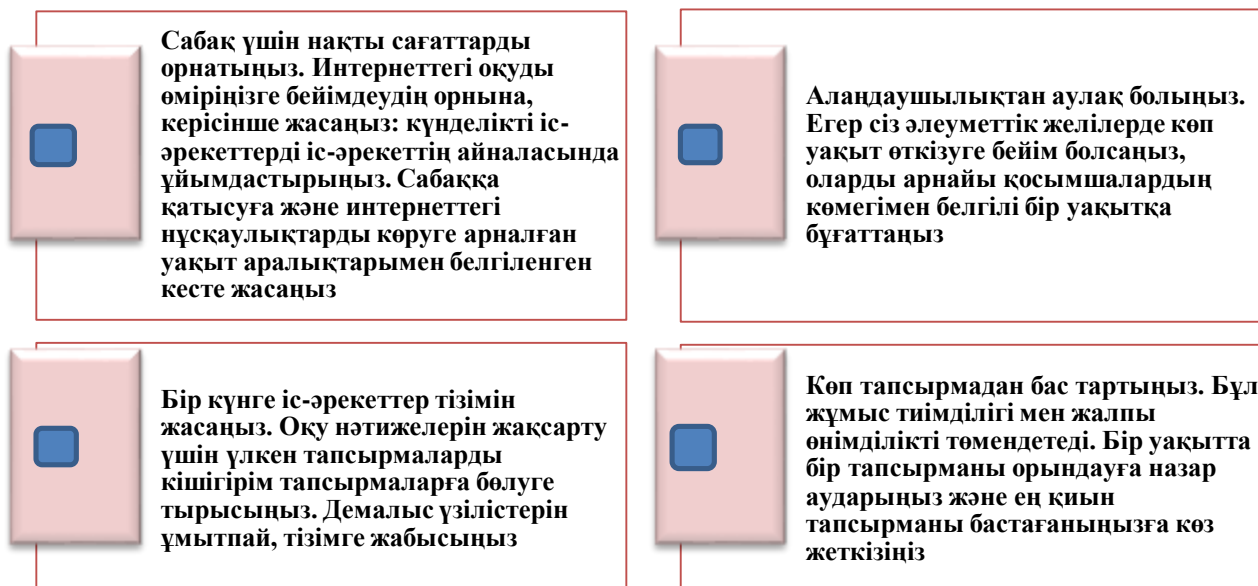 Сабақ үшін нақты сағаттарды
орнатыңыз. Интернеттегі оқуды
өміріңізге бейімдеудің орнына,
керісінше жасаңыз: күнделікті іс-
әрекеттерді іс-әрекеттің айналасында
ұйымдастырыңыз. Сабаққа
қатысуға және интернеттегі
нұсқаулықтарды көруге арналған
уақыт аралықтарымен белгіленген
кесте жасаңыз
Алаңдаушылықтан аулақ болыңыз.
Егер сіз әлеуметтік желілерде көп
уақыт өткізуге бейім болсаңыз,
оларды арнайы қосымшалардың
көмегімен белгілі бір уақытқа
бұғаттаңыз
Бір күнге іс-әрекеттер тізімін
жасаңыз. Оқу нәтижелерін жақсарту
үшін үлкен тапсырмаларды
кішігірім тапсырмаларға бөлуге
тырысыңыз. Демалыс үзілістерін
ұмытпай, тізімге жабысыңыз
Көп тапсырмадан бас тартыңыз. Бұл
жұмыс тиімділігі мен жалпы
өнімділікті төмендетеді. Бір уақытта
бір тапсырманы орындауға назар
аударыңыз және ең қиын
тапсырманы бастағаныңызға көз
жеткізіңіз